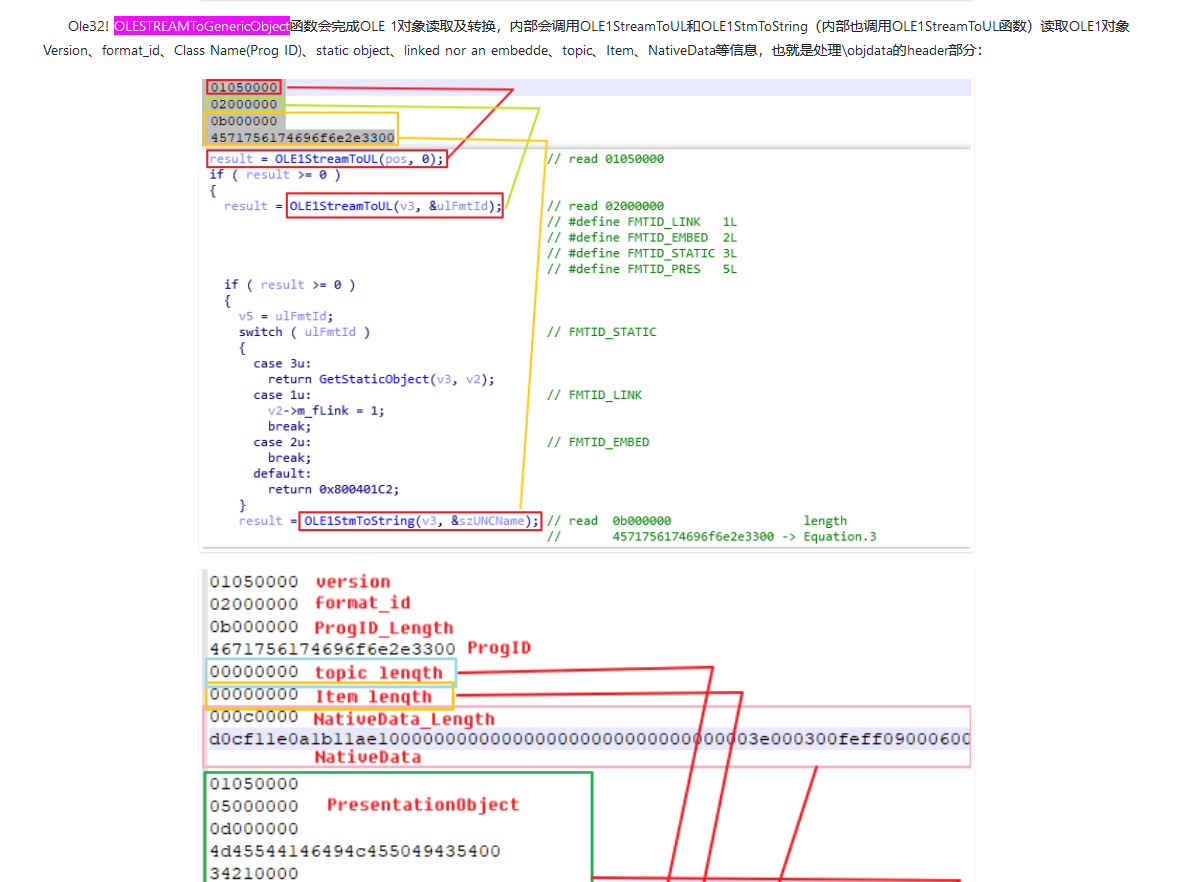 Ole32! OLESTREAMToGenericObject函数会完成OLE 1对象读取及转换，内部会调用OLE1StreamToUL和OLE1StmToString（内部也调用OLE1StreamToUL函数）读取OLE1对象
Version、format_id、Class Name(Prog ID)、static object、linked nor an embedde、topic、Item、NativeData等信息，也就是处理\objdata的header部分：
01050000
02000000
0b000000
4571756174696f6e2e3300
result = OLE1StreamToUL(pos, 0); // read 01050000
if ( result >= 0 )
{
result = OLE1StreamToUL(v3, &ulFmtId); // read 02000000
// #define FMTID_LINK 1L
// #define FMTID_EMBED 2L
// #define FMTID_STATIC 3L
// #define FMTID_PRES 5L
if ( result >= 0 )
{
v5 = ulFmtId;
switch ( ulFmtId ) // FMTID_STATIC
{
case 3u:
return GetStaticObject(v3, v2);
case 1u: // FMTID_LINK
v2->m_fLink = 1;
break;
case 2u: // FMTID_EMBED
break;
default:
return 0x800401C2;
}
result = OLE1StmToString(v3, &szUNCName); // read 0b000000 length
// 4571756174696f6e2e3300 -> Equation.3
01050000 version
02000000 format_id
0b000000 ProgID_Length
4671756174696f6e2e3300 ProgID
00000000 topic length
00000000 Item length
000c0000 NativeData_Length
d0cf11e0a1b11ae1000000000000000000000000000000003e000300feff09000600
NativeData
01050000
05000000 PresentationObject
0d000000
4d45544146494c455049435400
34210000